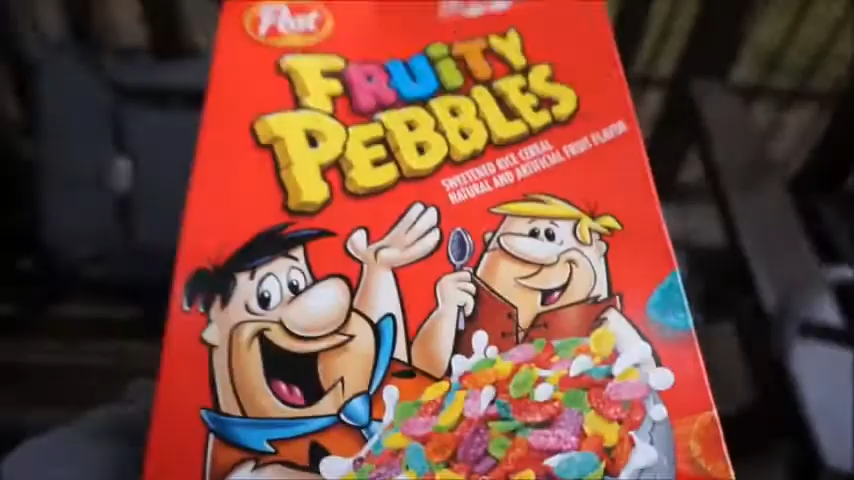 Post
FRUITY
PEBBLES
SWEETENED RICE CEREAL
NATURAL AND ARTIFICIAL FRUIT FLAVOR